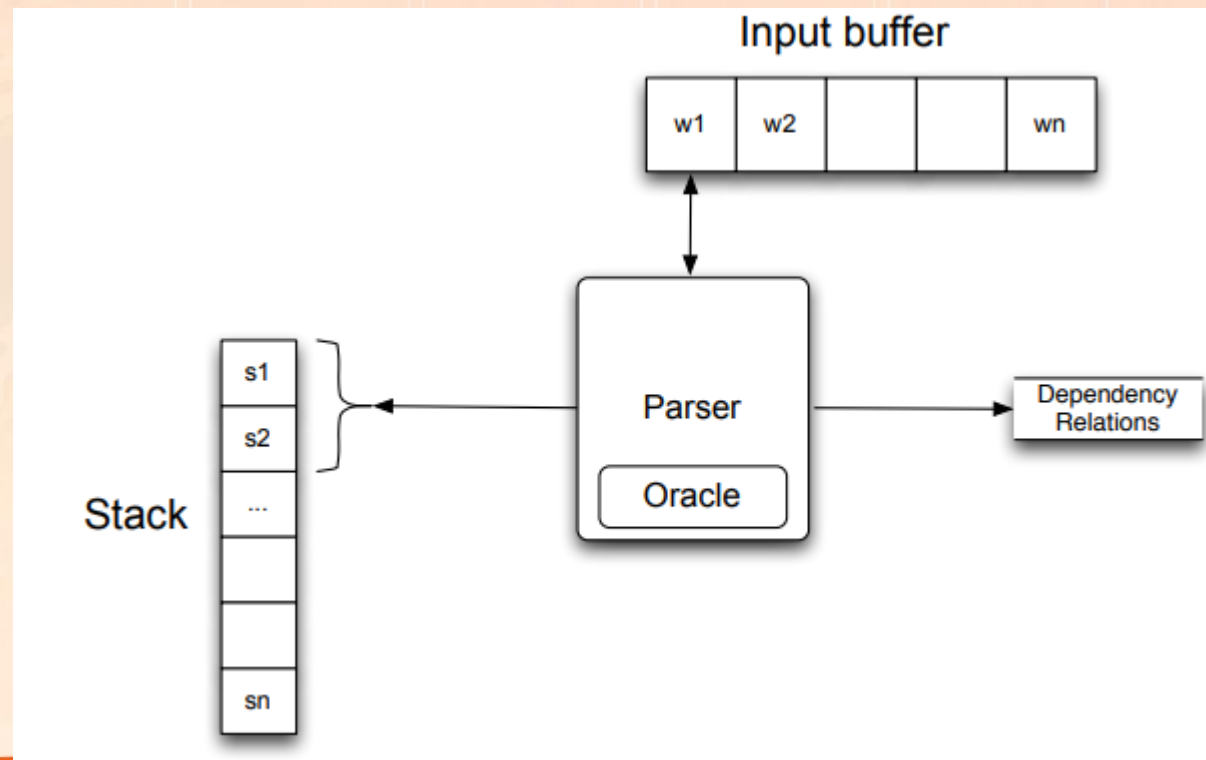 Input buffer
w1 w2 wn
s1
s2
...
sn
Stack
Parser
Oracle
Dependency
Relations